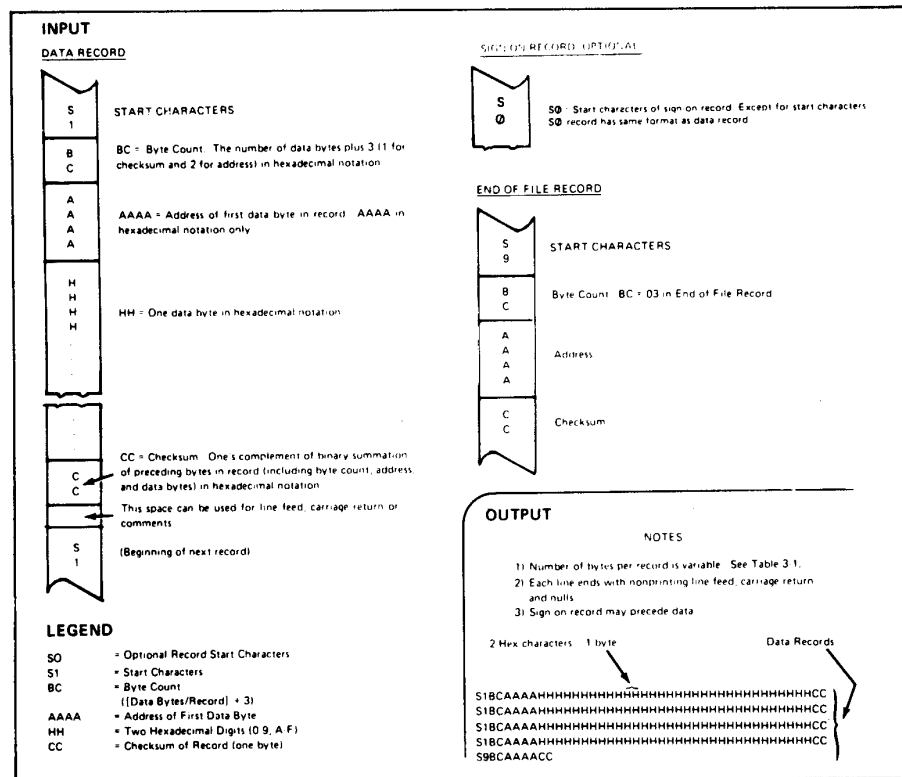 INPUT
DATA RECORD
S
1
START CHARACTERS
B
C
BC = Byte Count. The number of data bytes plus 3 (1 for
checksum and 2 for address) in hexadecimal notation
A
A
A
A
AAAA = Address of first data byte in record. AAAA in
hexadecimal notation only
H
H
H
H
HH = One data byte in hexadecimal notation
C
C
CC = Checksum. One's complement of binary summation
of preceding bytes in record (including byte count, address,
and data bytes) in hexadecimal notation
This space can be used for line feed, carriage return or
comments
S
1
(Beginning of next record)
LEGEND
SO = Optional Record Start Characters
S1 = Start Characters
BC = Byte Count
([Data Bytes/Record] + 3)
AAAA = Address of First Data Byte
HH = Two Hexadecimal Digits (0 9, A F)
CC = Checksum of Record (one byte)
SIGN ON RECORD OPTIONAL
S
Ø
SØ Start characters of sign on record. Except for start characters
SØ record has same format as data record
END OF FILE RECORD
S
9
START CHARACTERS
B
C
Byte Count BC = 03 in End of File Record
A
A
A
A
Address
C
C
Checksum
OUTPUT
NOTES
1) Number of bytes per record is variable. See Table 3 1.
2) Each line ends with nonprinting line feed, carriage return
and nulls
3) Sign on record may precede data
2 Hex characters 1 byte
Data Records
S1BCAAAAHHHHHHHHHHHHHHHHHHHHHHHHHHHHHHHHCC
S1BCAAAAHHHHHHHHHHHHHHHHHHHHHHHHHHHHHHHHCC
S1BCAAAAHHHHHHHHHHHHHHHHHHHHHHHHHHHHHHHHCC
S1BCAAAAHHHHHHHHHHHHHHHHHHHHHHHHHHHHHHHHCC
S9BCAAAACC